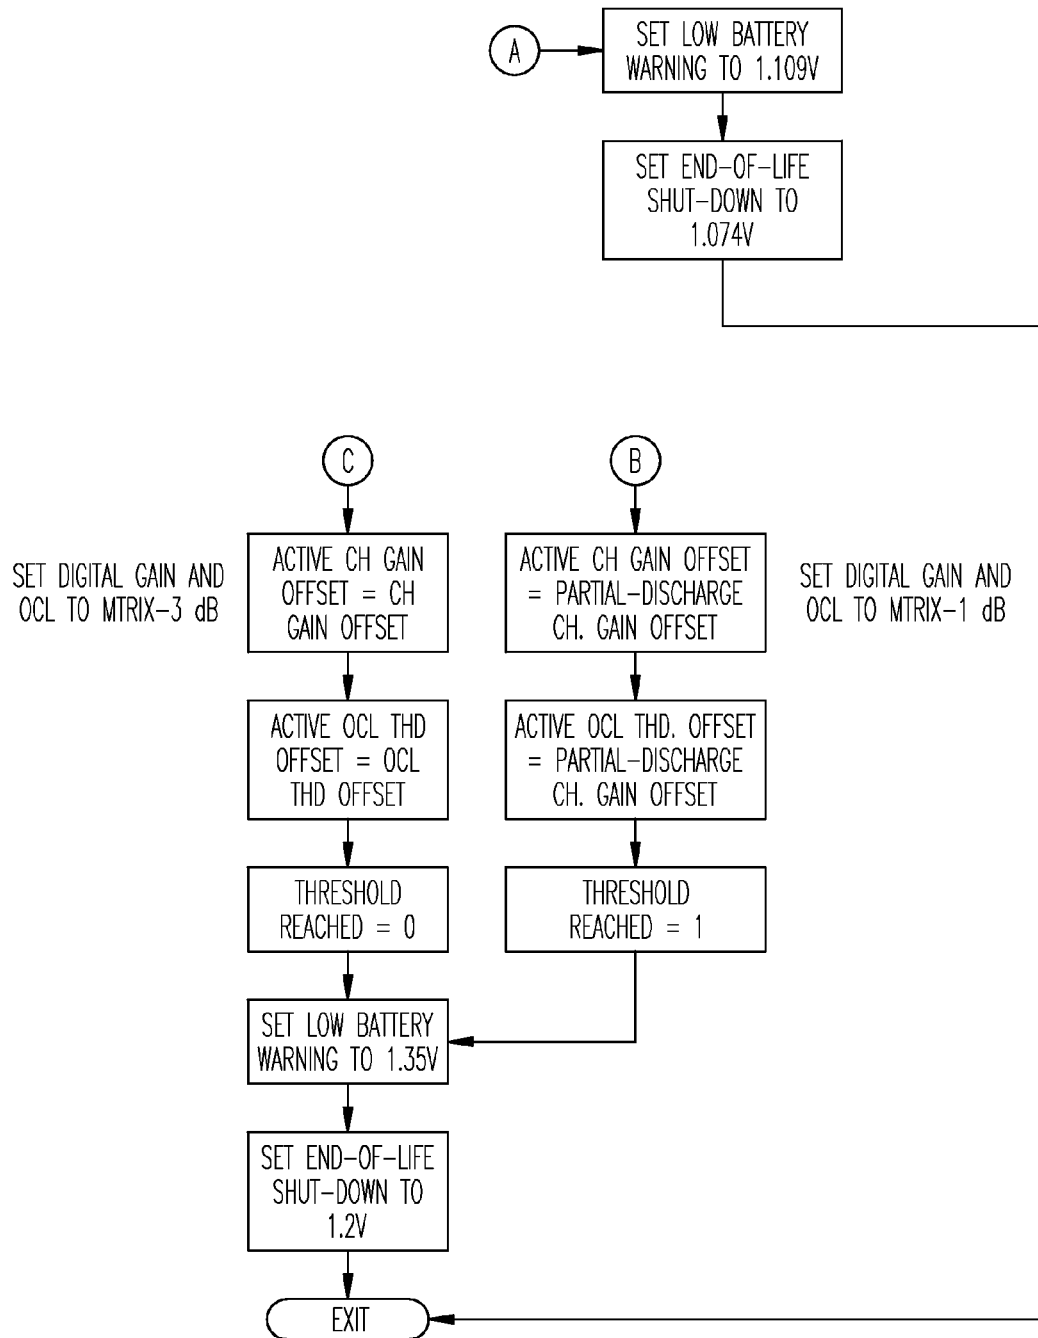 A
SET LOW BATTERY
WARNING TO 1.109V
SET END-OF-LIFE
SHUT-DOWN TO
1.074V
C
B
SET DIGITAL GAIN AND
OCL TO MTRIX-3 dB
ACTIVE CH GAIN
OFFSET = CH
GAIN OFFSET
ACTIVE CH GAIN OFFSET
= PARTIAL-DISCHARGE
CH. GAIN OFFSET
SET DIGITAL GAIN AND
OCL TO MTRIX-1 dB
ACTIVE OCL THD
OFFSET = OCL
THD OFFSET
ACTIVE OCL THD. OFFSET
= PARTIAL-DISCHARGE
CH. GAIN OFFSET
THRESHOLD
REACHED = 0
THRESHOLD
REACHED = 1
SET LOW BATTERY
WARNING TO 1.35V
SET END-OF-LIFE
SHUT-DOWN TO
1.2V
EXIT